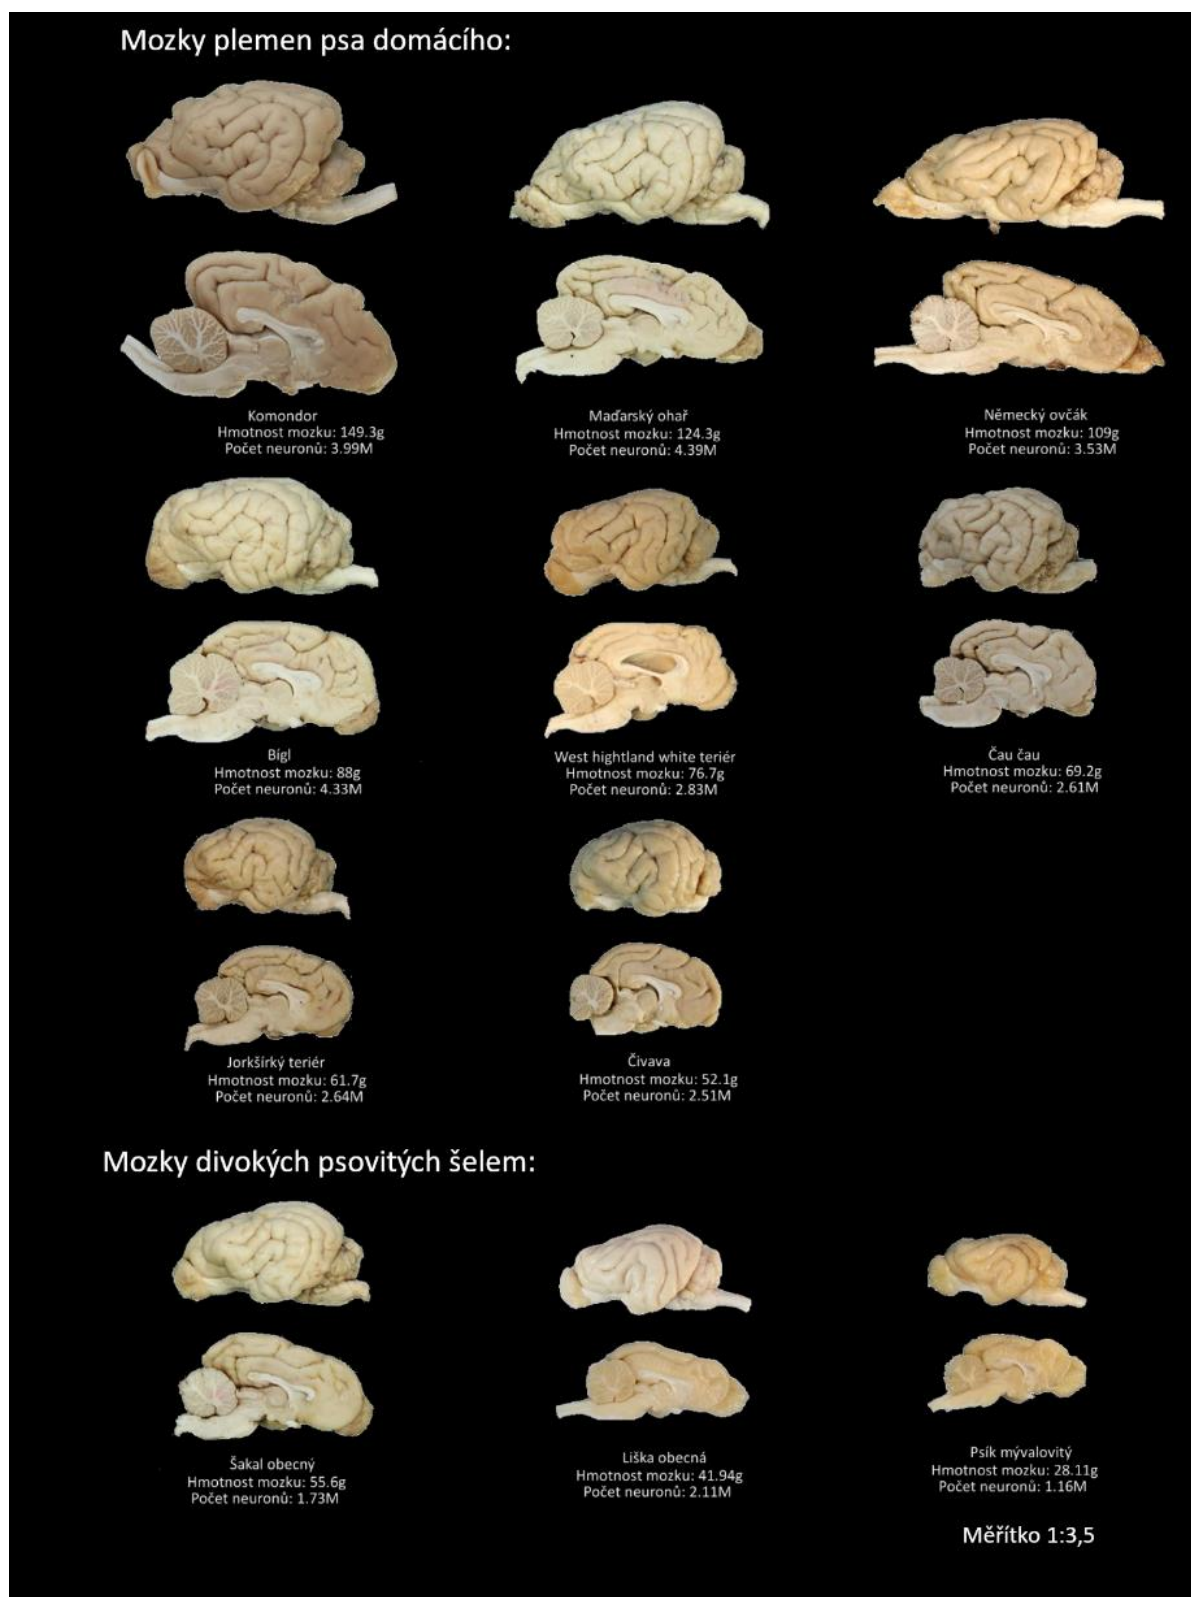 Mozky plemen psa domácího:
Komondor
Hmotnost mozku: 149.3g
Počet neuronů: 3.99M
Maďarský ohař
Hmotnost mozku: 124.3g
Počet neuronů: 4.39M
Německý ovčák
Hmotnost mozku: 109g
Počet neuronů: 3.53M
Bígl
Hmotnost mozku: 88g
Počet neuronů: 4.33M
West hightland white teriér
Hmotnost mozku: 76.7g
Počet neuronů: 2.83M
Čau čau
Hmotnost mozku: 69.2g
Počet neuronů: 2.61M
Jorkšírký teriér
Hmotnost mozku: 61.7g
Počet neuronů: 2.64M
Čivava
Hmotnost mozku: 52.1g
Počet neuronů: 2.51M
Mozky divokých psovitých šelem:
Šakal obecný
Hmotnost mozku: 55.6g
Počet neuronů: 1.73M
Liška obecná
Hmotnost mozku: 41.94g
Počet neuronů: 2.11M
Psík mývalovitý
Hmotnost mozku: 28.11g
Počet neuronů: 1.16M
Měřítko 1:3,5